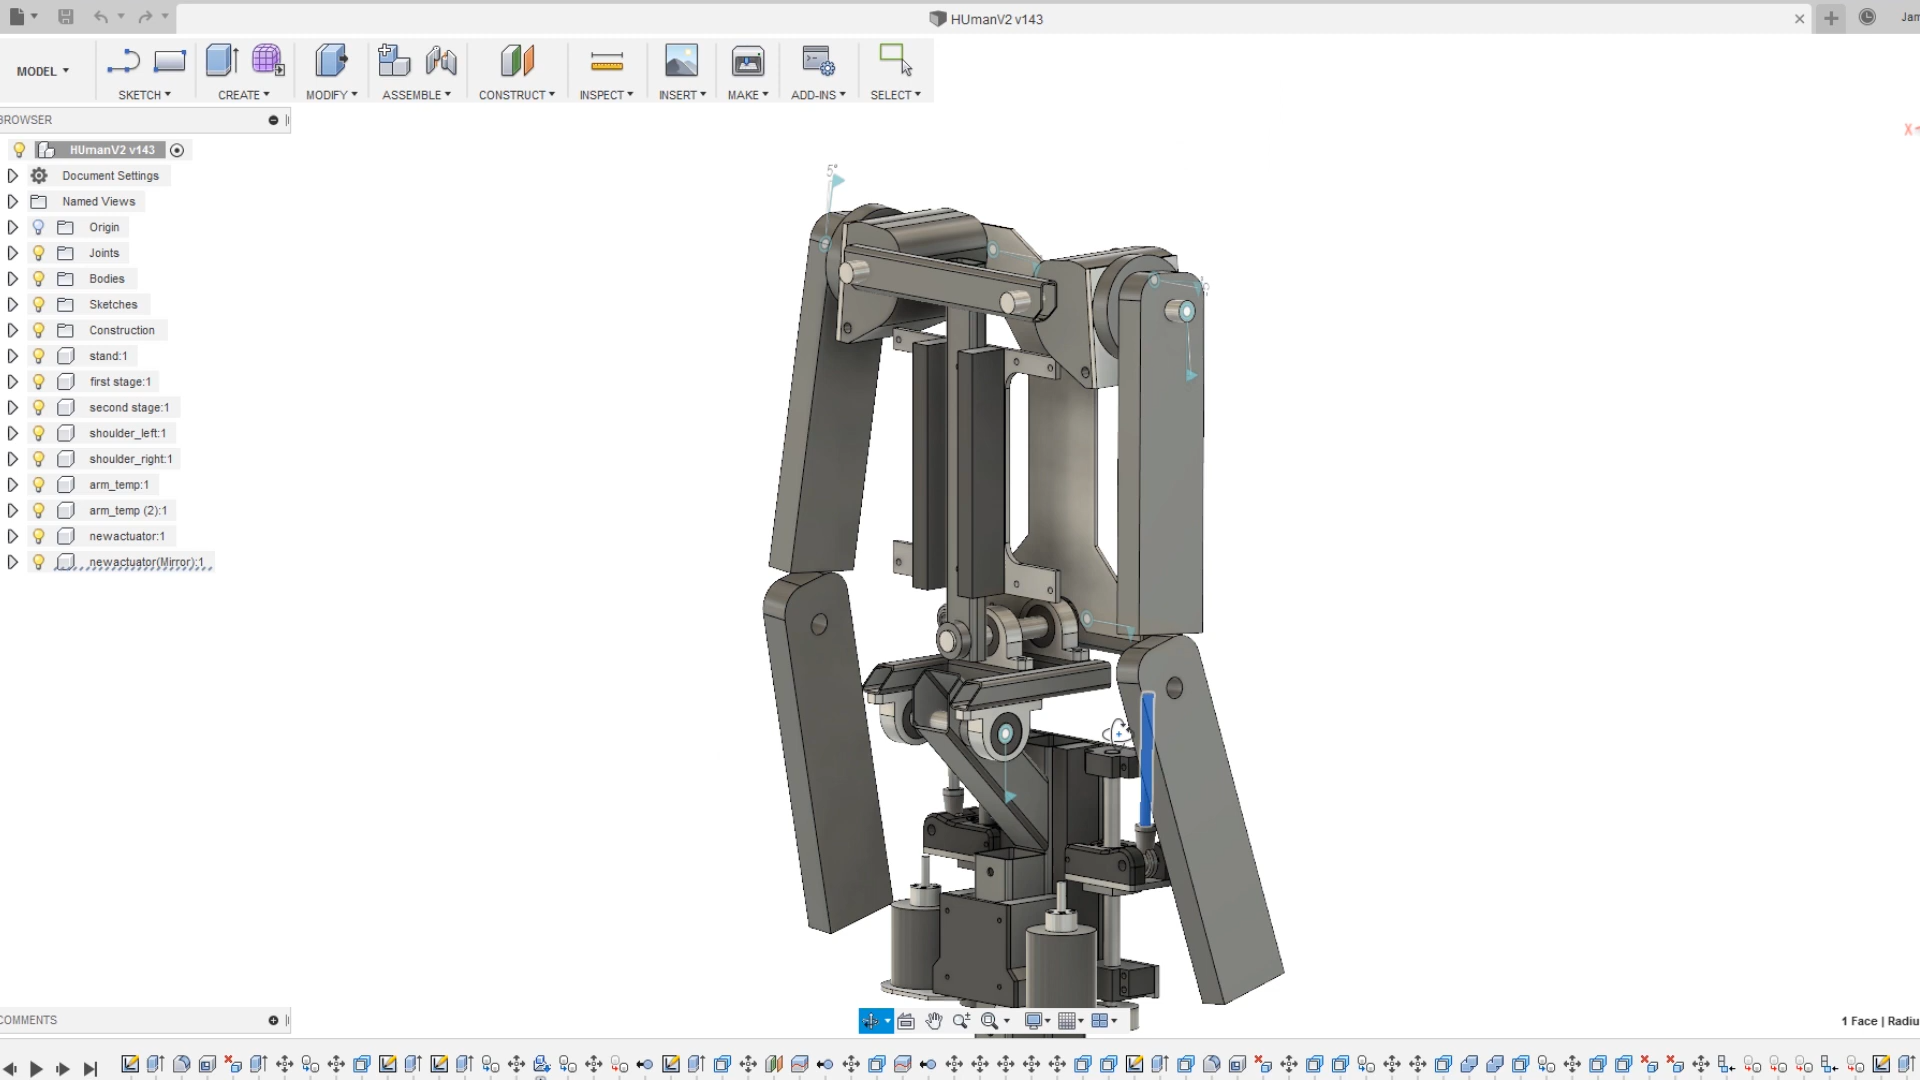 HUmanV2 v143
Jam
MODEL
SKETCH CREATE MODIFY ASSEMBLE CONSTRUCT INSPECT INSERT MAKE ADD-INS SELECT
BROWSER
HUmanV2 v143
Document Settings
Named Views
Origin
Joints
Bodies
Sketches
Construction
stand:1
first stage:1
second stage:1
shoulder_left:1
shoulder_right:1
arm_temp:1
arm_temp (2):1
newactuator:1
newactuator(Mirror):1
5°
X
COMMENTS
1 Face | Radiu